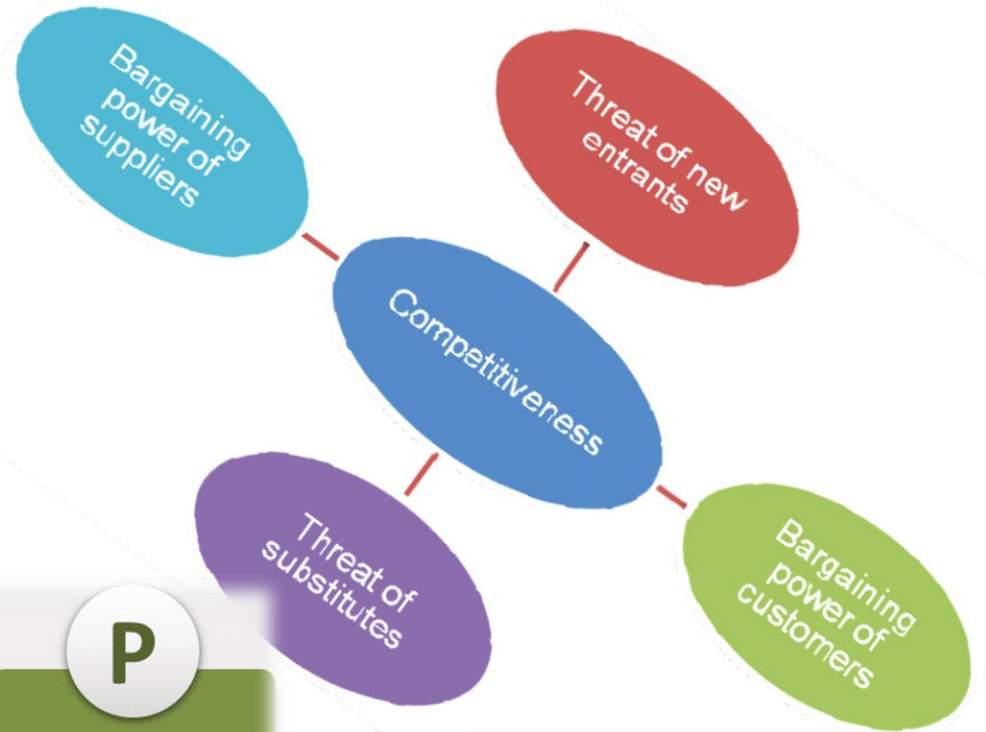 Bargaining
power of
suppliers
Threat of new
entrants
Competitiveness
Threat of
substitutes
Bargaining
power of
customers
P